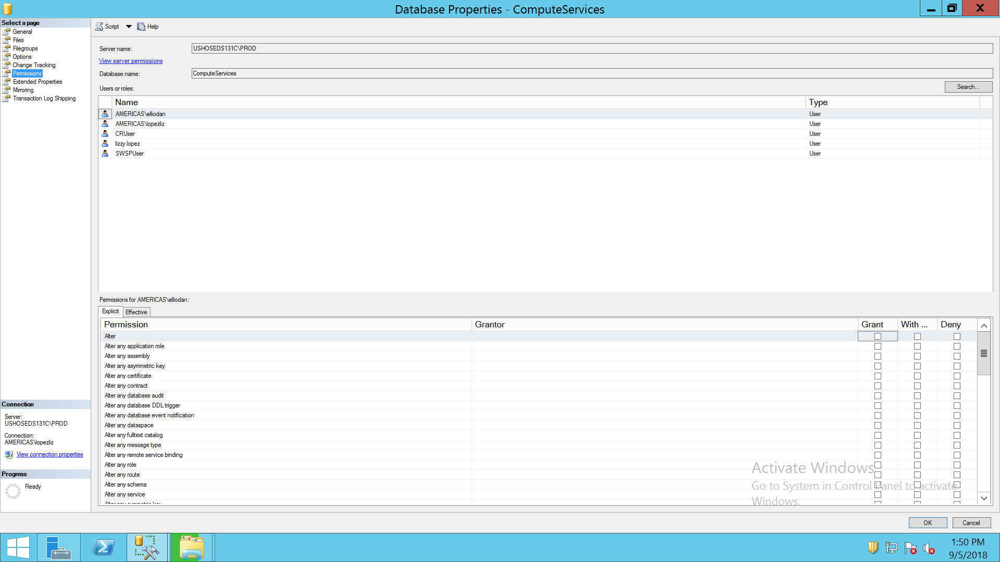 Database Properties - ComputeServices
Select a page
General
Files
Filegroups
Options
Change Tracking
Permissions
Extended Properties
Mirroring
Transaction Log Shipping
Script
Help
Server name:
USHOSEDS131C\PROD
View server permissions
Database name:
ComputeServices
Users or roles:
Search...
Name Type
AMERICAS\elliodan User
AMERICAS\lopezliz User
CRUser User
lizzy.lopez User
SWSPUser User
Permissions for AMERICAS\elliodan:
Explicit Effective
Permission Grantor Grant With ... Deny
Alter
Alter any application role
Alter any assembly
Alter any asymmetric key
Alter any certificate
Alter any contract
Alter any database audit
Alter any database DDL trigger
Alter any database event notification
Alter any dataspace
Alter any fulltext catalog
Alter any message type
Alter any remote service binding
Alter any role
Alter any route
Alter any schema
Alter any service
Alter any symmetric key
Connection
Server:
USHOSEDS131C\PROD
Connection:
AMERICAS\lopezliz
View connection properties
Progress
Ready
Activate Windows
Go to System in Control Panel to activate
Windows.
OK Cancel
1:50 PM
9/5/2018